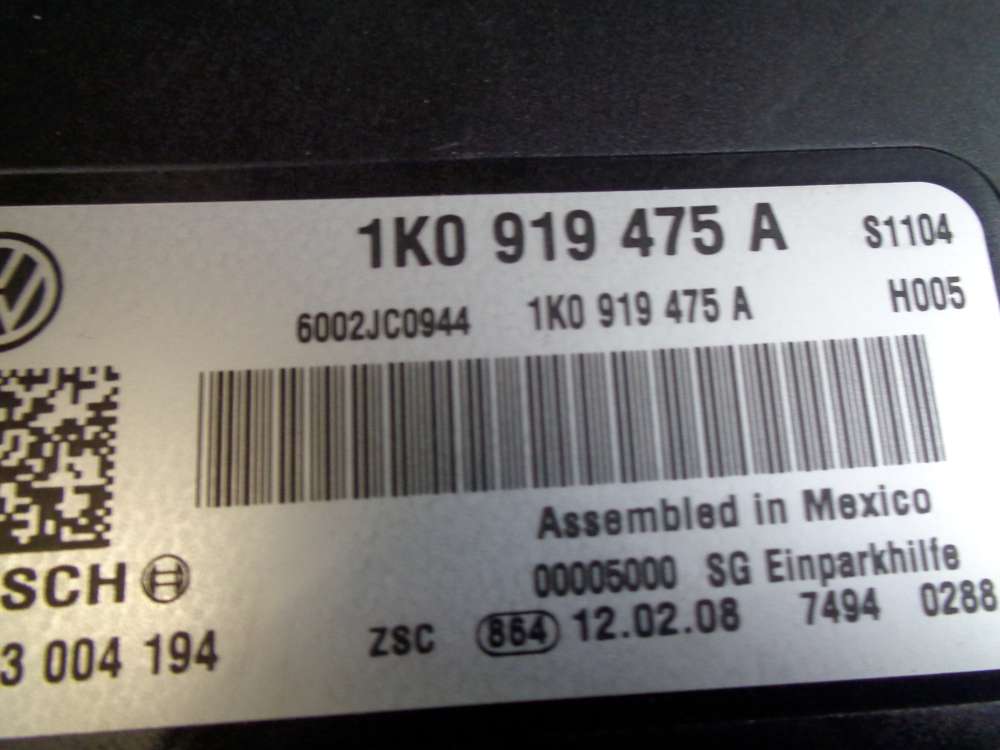 1K0 919 475 A S1104
6002JC0944 1K0 919 475 A H005
Assembled in Mexico
SCH
00005000 SG Einparkhilfe
3 004 194 ZSC 864 12.02.08 7494 0288